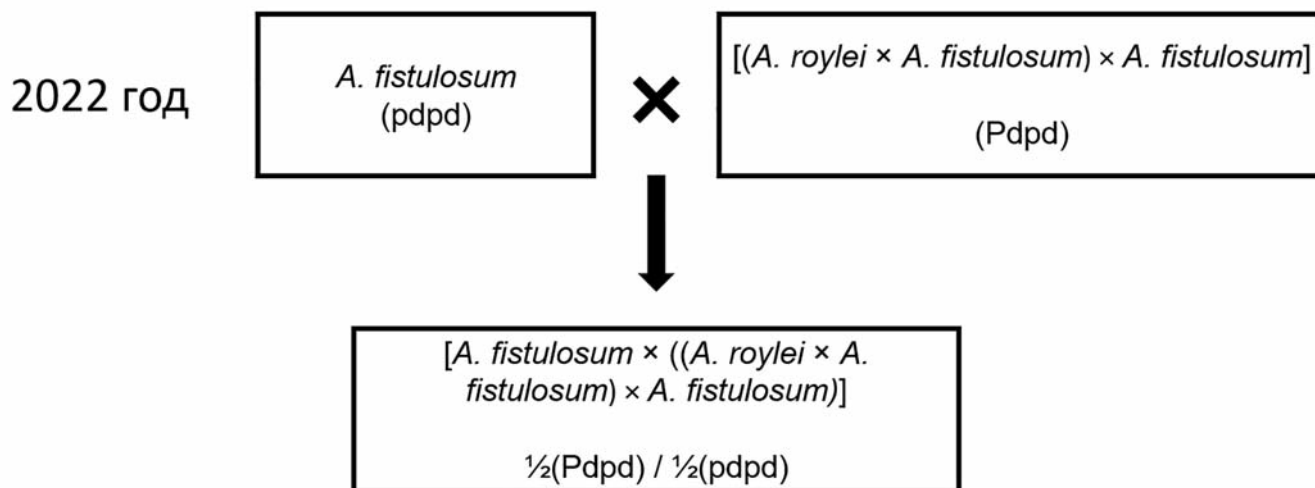 2022 год
A. fistulosum
(pdpd)
×
[(A. roylei × A. fistulosum) × A. fistulosum]
(Pdpd)
[A. fistulosum × ((A. roylei × A.
fistulosum) × A. fistulosum)]
½(Pdpd) / ½(pdpd)